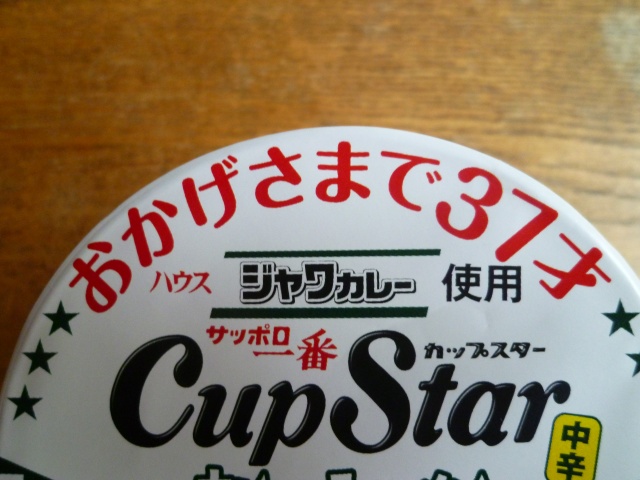 おかげさまで37才
ハウス ジャワカレー 使用
サッポロ一番 カップスター
CupStar
中辛